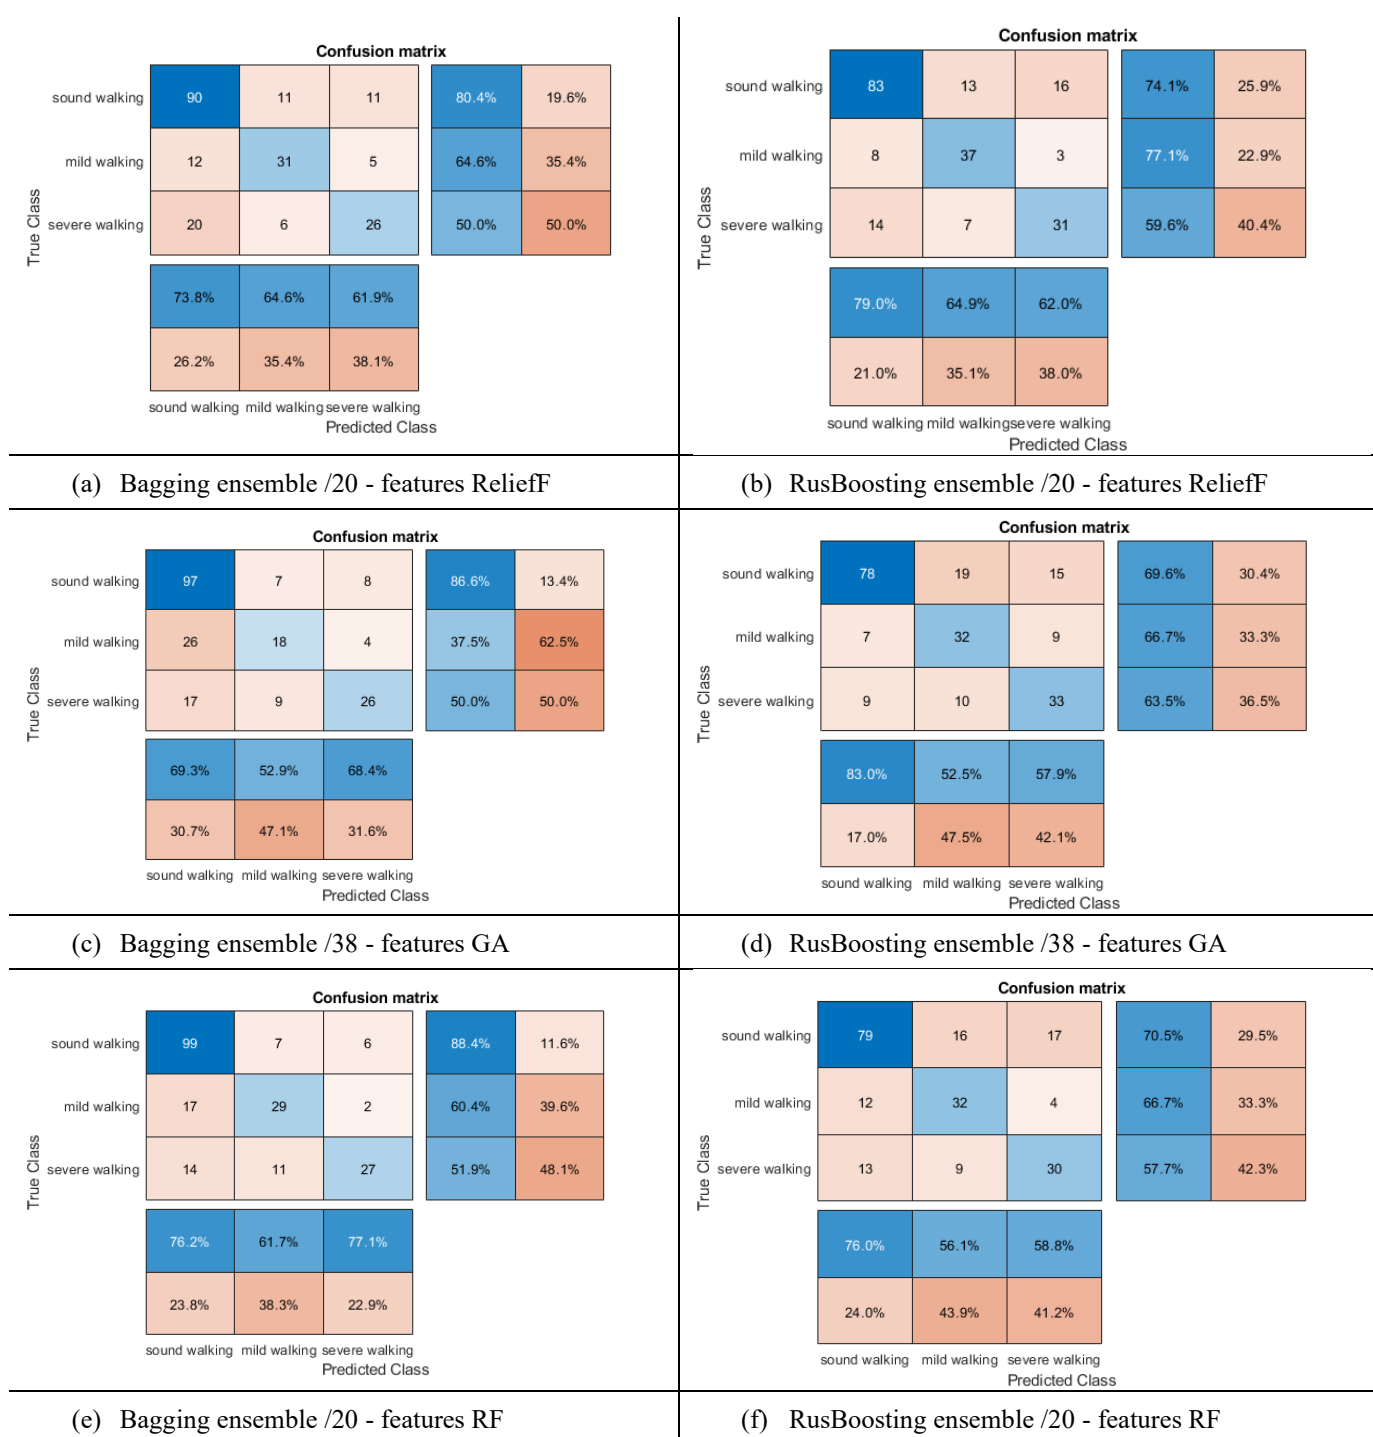 Confusion matrix
sound walking 90 11 11 80.4% 19.6%
mild walking 12 31 5 64.6% 35.4%
severe walking 20 6 26 50.0% 50.0%
True Class
73.8% 64.6% 61.9%
26.2% 35.4% 38.1%
sound walking mild walking severe walking
Predicted Class
Confusion matrix
sound walking 83 13 16 74.1% 25.9%
mild walking 8 37 3 77.1% 22.9%
severe walking 14 7 31 59.6% 40.4%
True Class
79.0% 64.9% 62.0%
21.0% 35.1% 38.0%
sound walking mild walking severe walking
Predicted Class
(a) Bagging ensemble /20 - features ReliefF
(b) RusBoosting ensemble /20 - features ReliefF
Confusion matrix
sound walking 97 7 8 86.6% 13.4%
mild walking 26 18 4 37.5% 62.5%
severe walking 17 9 26 50.0% 50.0%
True Class
69.3% 52.9% 68.4%
30.7% 47.1% 31.6%
sound walking mild walking severe walking
Predicted Class
Confusion matrix
sound walking 78 19 15 69.6% 30.4%
mild walking 7 32 9 66.7% 33.3%
severe walking 9 10 33 63.5% 36.5%
True Class
83.0% 52.5% 57.9%
17.0% 47.5% 42.1%
sound walking mild walking severe walking
Predicted Class
(c) Bagging ensemble /38 - features GA
(d) RusBoosting ensemble /38 - features GA
Confusion matrix
sound walking 99 7 6 88.4% 11.6%
mild walking 17 29 2 60.4% 39.6%
severe walking 14 11 27 51.9% 48.1%
True Class
76.2% 61.7% 77.1%
23.8% 38.3% 22.9%
sound walking mild walking severe walking
Predicted Class
Confusion matrix
sound walking 79 16 17 70.5% 29.5%
mild walking 12 32 4 66.7% 33.3%
severe walking 13 9 30 57.7% 42.3%
True Class
76.0% 56.1% 58.8%
24.0% 43.9% 41.2%
sound walking mild walking severe walking
Predicted Class
(e) Bagging ensemble /20 - features RF
(f) RusBoosting ensemble /20 - features RF